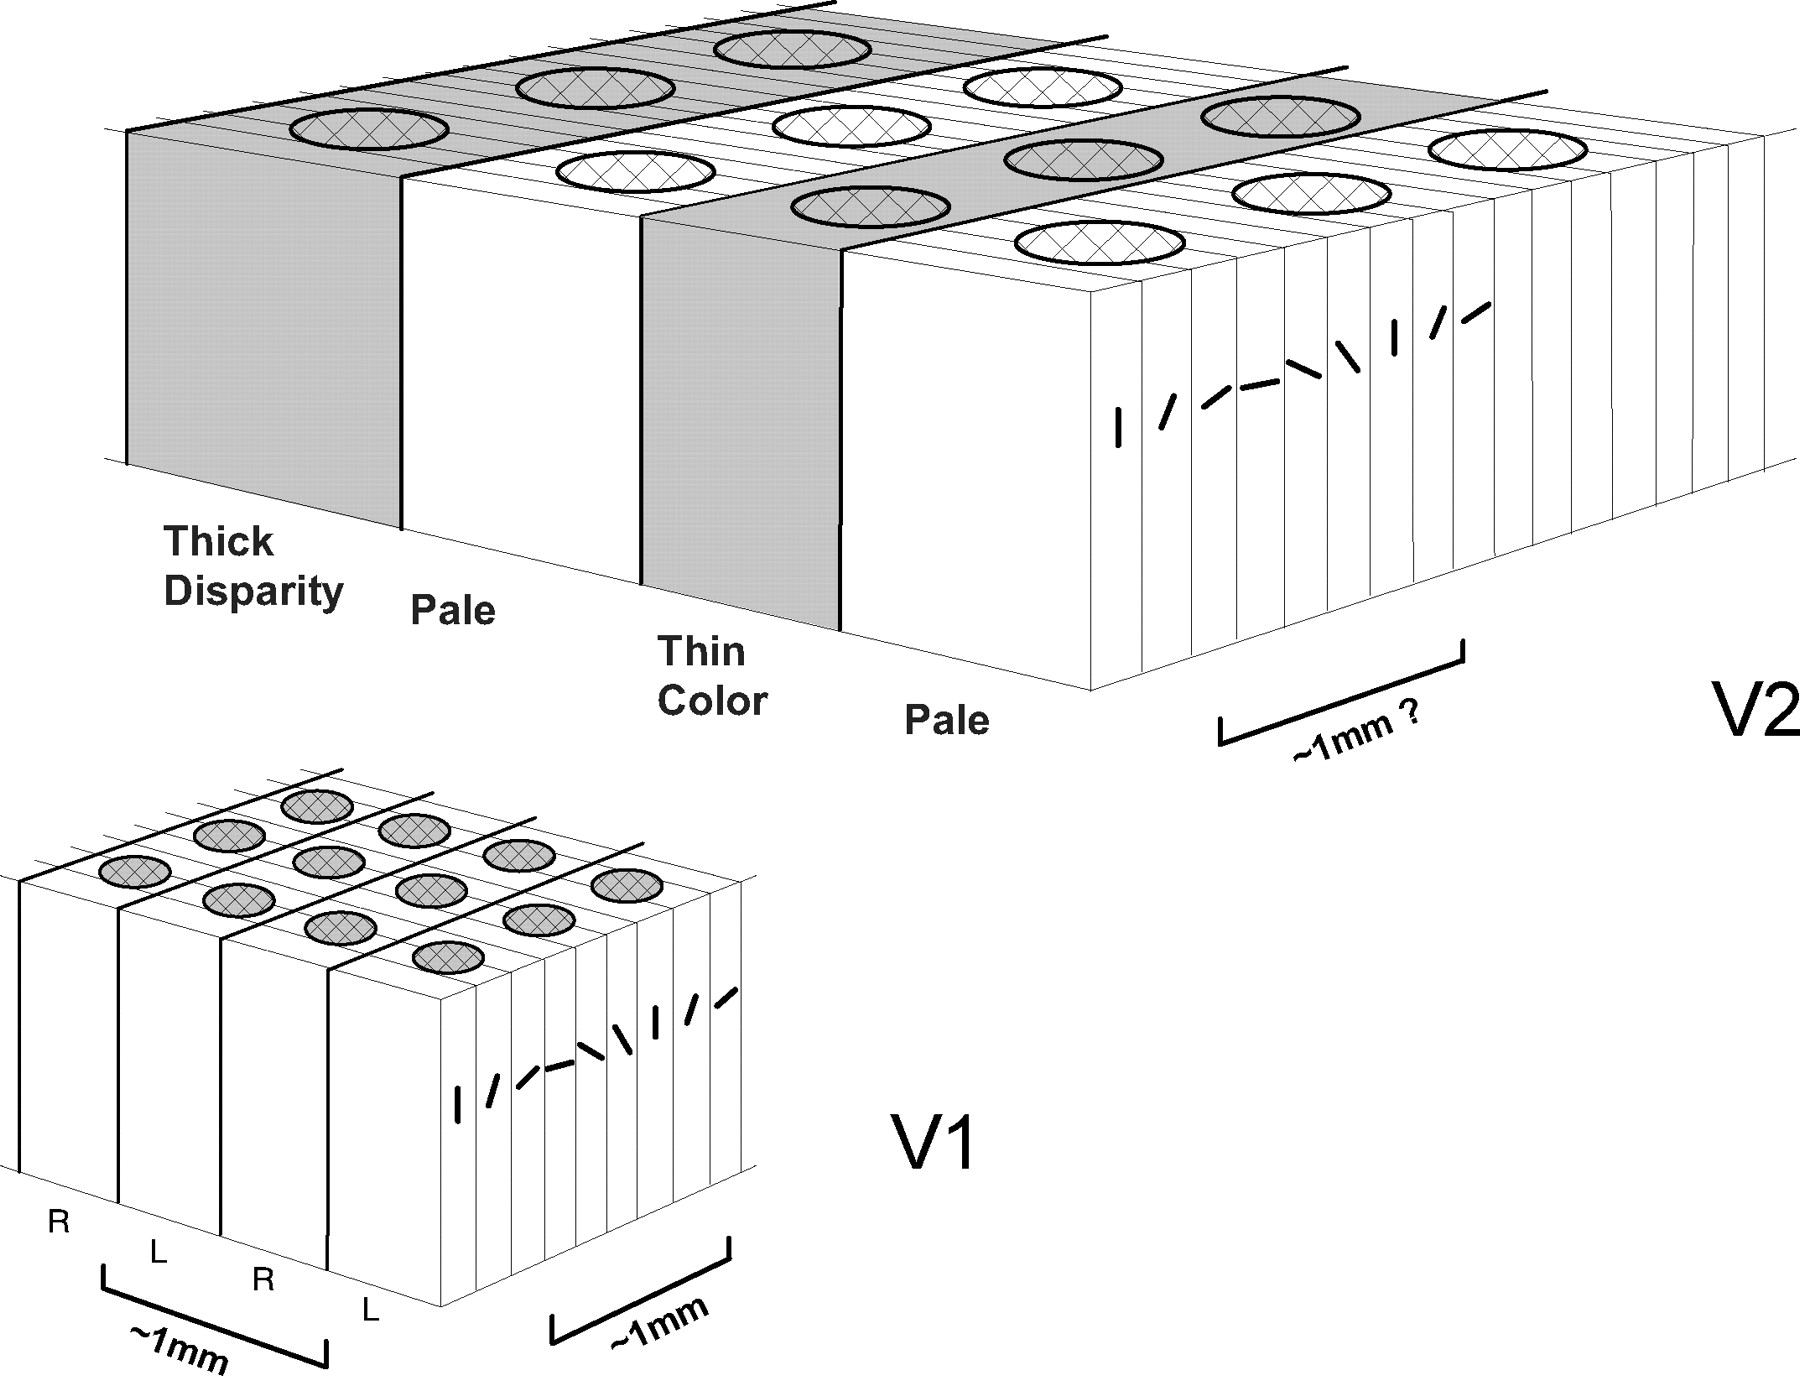 Thick
Disparity
Pale
Thin
Color
Pale
~1mm ?
V2
V1
R
L
R
L
~1mm
~1mm